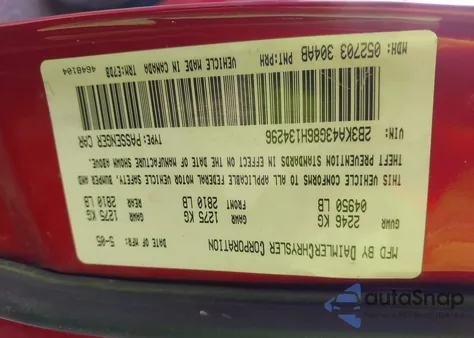 MFD BY DAIMLERCHRYSLER CORPORATION 5-05
GVWR 2246 KG GAWR 1275 KG GAWR 1275 KG
04950 LB FRONT 2810 LB REAR 2810 LB
THIS VEHICLE CONFORMS TO ALL APPLICABLE FEDERAL MOTOR VEHICLE SAFETY, BUMPER AND
THEFT PREVENTION STANDARDS IN EFFECT ON THE DATE OF MANUFACTURE SHOWN ABOVE.
VIN: 2B3KA43G86H134296 TYPE: PASSENGER CAR
MDH: 052703 304AB PNT: PRH VEHICLE MADE IN CANADA TRM: E7DB 4648104
autoSnap